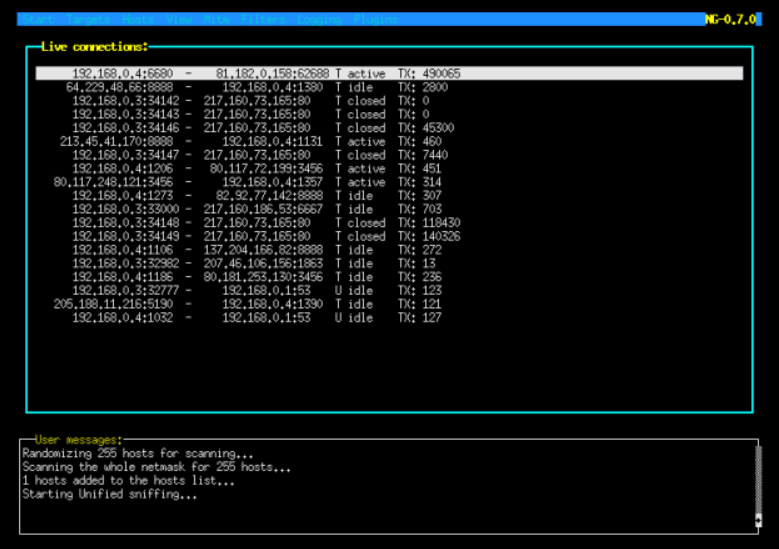 Start Targets Hosts View Mitm Filters Logging Plugins NG-0.7.0
Live connections:
192.168.0.4:6680 - 81.182.0.158:62688 T active TX: 490065
64.229.48.66:8888 - 192.168.0.4:1380 T idle TX: 2800
192.168.0.3:34142 - 217.160.73.165:80 T closed TX: 0
192.168.0.3:34143 - 217.160.73.165:80 T closed TX: 0
192.168.0.3:34146 - 217.160.73.165:80 T closed TX: 45300
213.45.41.170:8888 - 192.168.0.4:1131 T active TX: 460
192.168.0.3:34147 - 217.160.73.165:80 T closed TX: 7440
192.168.0.4:1206 - 80.117.72.199:3456 T active TX: 451
80.117.248.121:3456 - 192.168.0.4:1357 T active TX: 314
192.168.0.4:1273 - 82.92.77.142:8888 T idle TX: 307
192.168.0.3:33000 - 217.160.186.53:6667 T idle TX: 703
192.168.0.3:34148 - 217.160.73.165:80 T closed TX: 118430
192.168.0.3:34149 - 217.160.73.165:80 T closed TX: 140326
192.168.0.4:1106 - 137.204.166.82:8888 T idle TX: 272
192.168.0.3:32982 - 207.46.106.156:1863 T idle TX: 13
192.168.0.4:1186 - 80.181.253.130:3456 T idle TX: 236
192.168.0.3:32777 - 192.168.0.1:53 U idle TX: 123
205.188.11.216:5190 - 192.168.0.4:1390 T idle TX: 121
192.168.0.4:1032 - 192.168.0.1:53 U idle TX: 127
User messages:
Randomizing 255 hosts for scanning...
Scanning the whole netmask for 255 hosts...
1 hosts added to the hosts list...
Starting Unified sniffing...